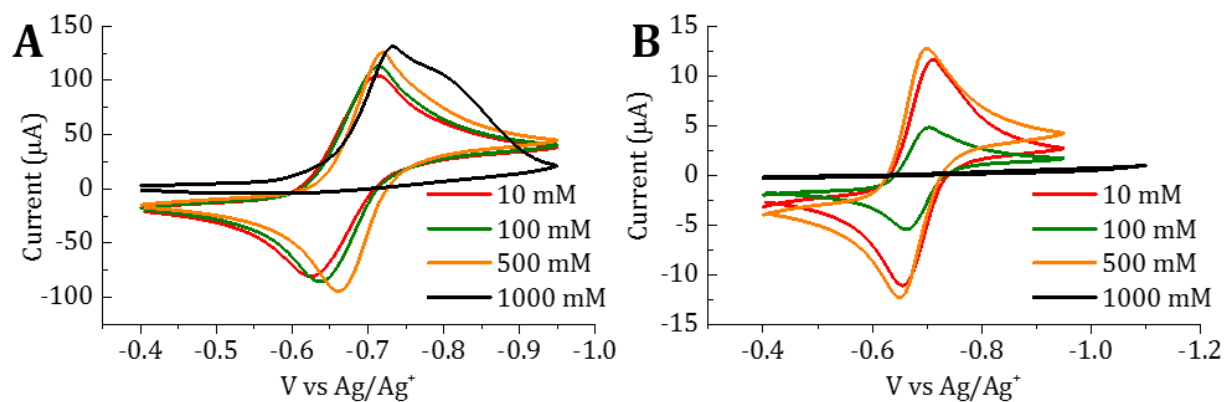 A
150
100
50
0
-50
-100
Current (μA)
-0.4 -0.5 -0.6 -0.7 -0.8 -0.9 -1.0
V vs Ag/Ag⁺
10 mM
100 mM
500 mM
1000 mM
B
15
10
5
0
-5
-10
-15
Current (μA)
-0.4 -0.6 -0.8 -1.0 -1.2
V vs Ag/Ag⁺
10 mM
100 mM
500 mM
1000 mM